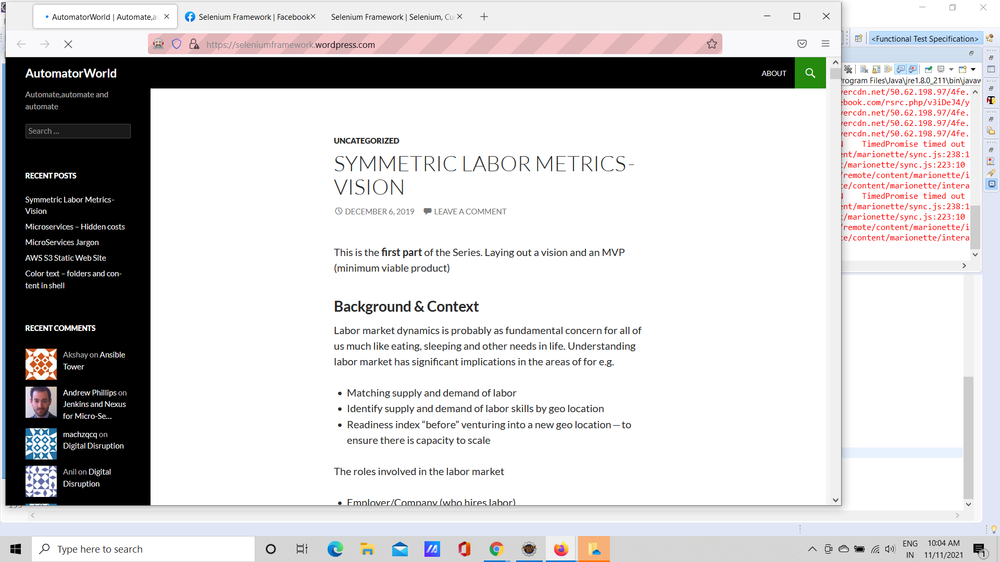 AutomatorWorld | Automate,a
Selenium Framework | Facebook
Selenium Framework | Selenium, Cu
https://seleniumframework.wordpress.com
<Functional Test Specification>
AutomatorWorld
ABOUT
Automate,automate and
automate
Search ...
RECENT POSTS
Symmetric Labor Metrics-
Vision
Microservices – Hidden costs
MicroServices Jargon
AWS S3 Static Web Site
Color text – folders and con-
tent in shell
RECENT COMMENTS
Akshay on Ansible
Tower
Andrew Phillips on
Jenkins and Nexus
for Micro-Se...
machzqcq on
Digital Disruption
Anil on Digital
Disruption
UNCATEGORIZED
SYMMETRIC LABOR METRICS-
VISION
DECEMBER 6, 2019 LEAVE A COMMENT
This is the first part of the Series. Laying out a vision and an MVP
(minimum viable product)
Background & Context
Labor market dynamics is probably as fundamental concern for all of
us much like eating, sleeping and other needs in life. Understanding
labor market has significant implications in the areas of for e.g.
• Matching supply and demand of labor
• Identify supply and demand of labor skills by geo location
• Readiness index “before” venturing into a new geo location — to
ensure there is capacity to scale
The roles involved in the labor market
• Employer/Company (who hires labor)
rogram Files\Java\jre1.8.0_211\bin\javaw
vercdn.net/50.62.198.97/4fe.
ebook.com/rsrc.php/v3iDeJ4/y
vercdn.net/50.62.198.97/4fe.
vercdn.net/50.62.198.97/4fe.
vercdn.net/50.62.198.97/4fe.
N TimedPromise timed out
ent/marionette/sync.js:238:1
t/marionette/sync.js:223:10
/remote/content/marionette/i
te/content/marionette/intera
N TimedPromise timed out
ent/marionette/sync.js:238:1
t/marionette/sync.js:223:10
/remote/content/marionette/i
te/content/marionette/intera
Type here to search
ENG
IN
10:04 AM
11/11/2021
1